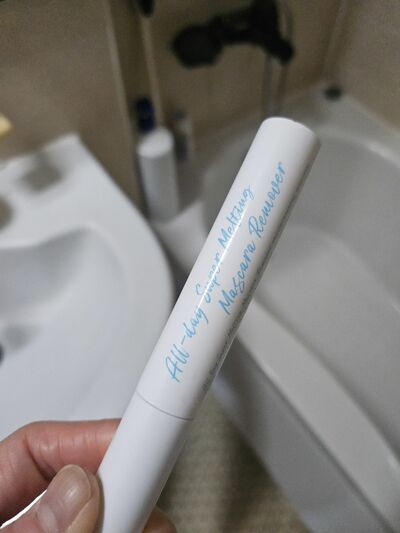 All-day Super Melting
Mascara Remover